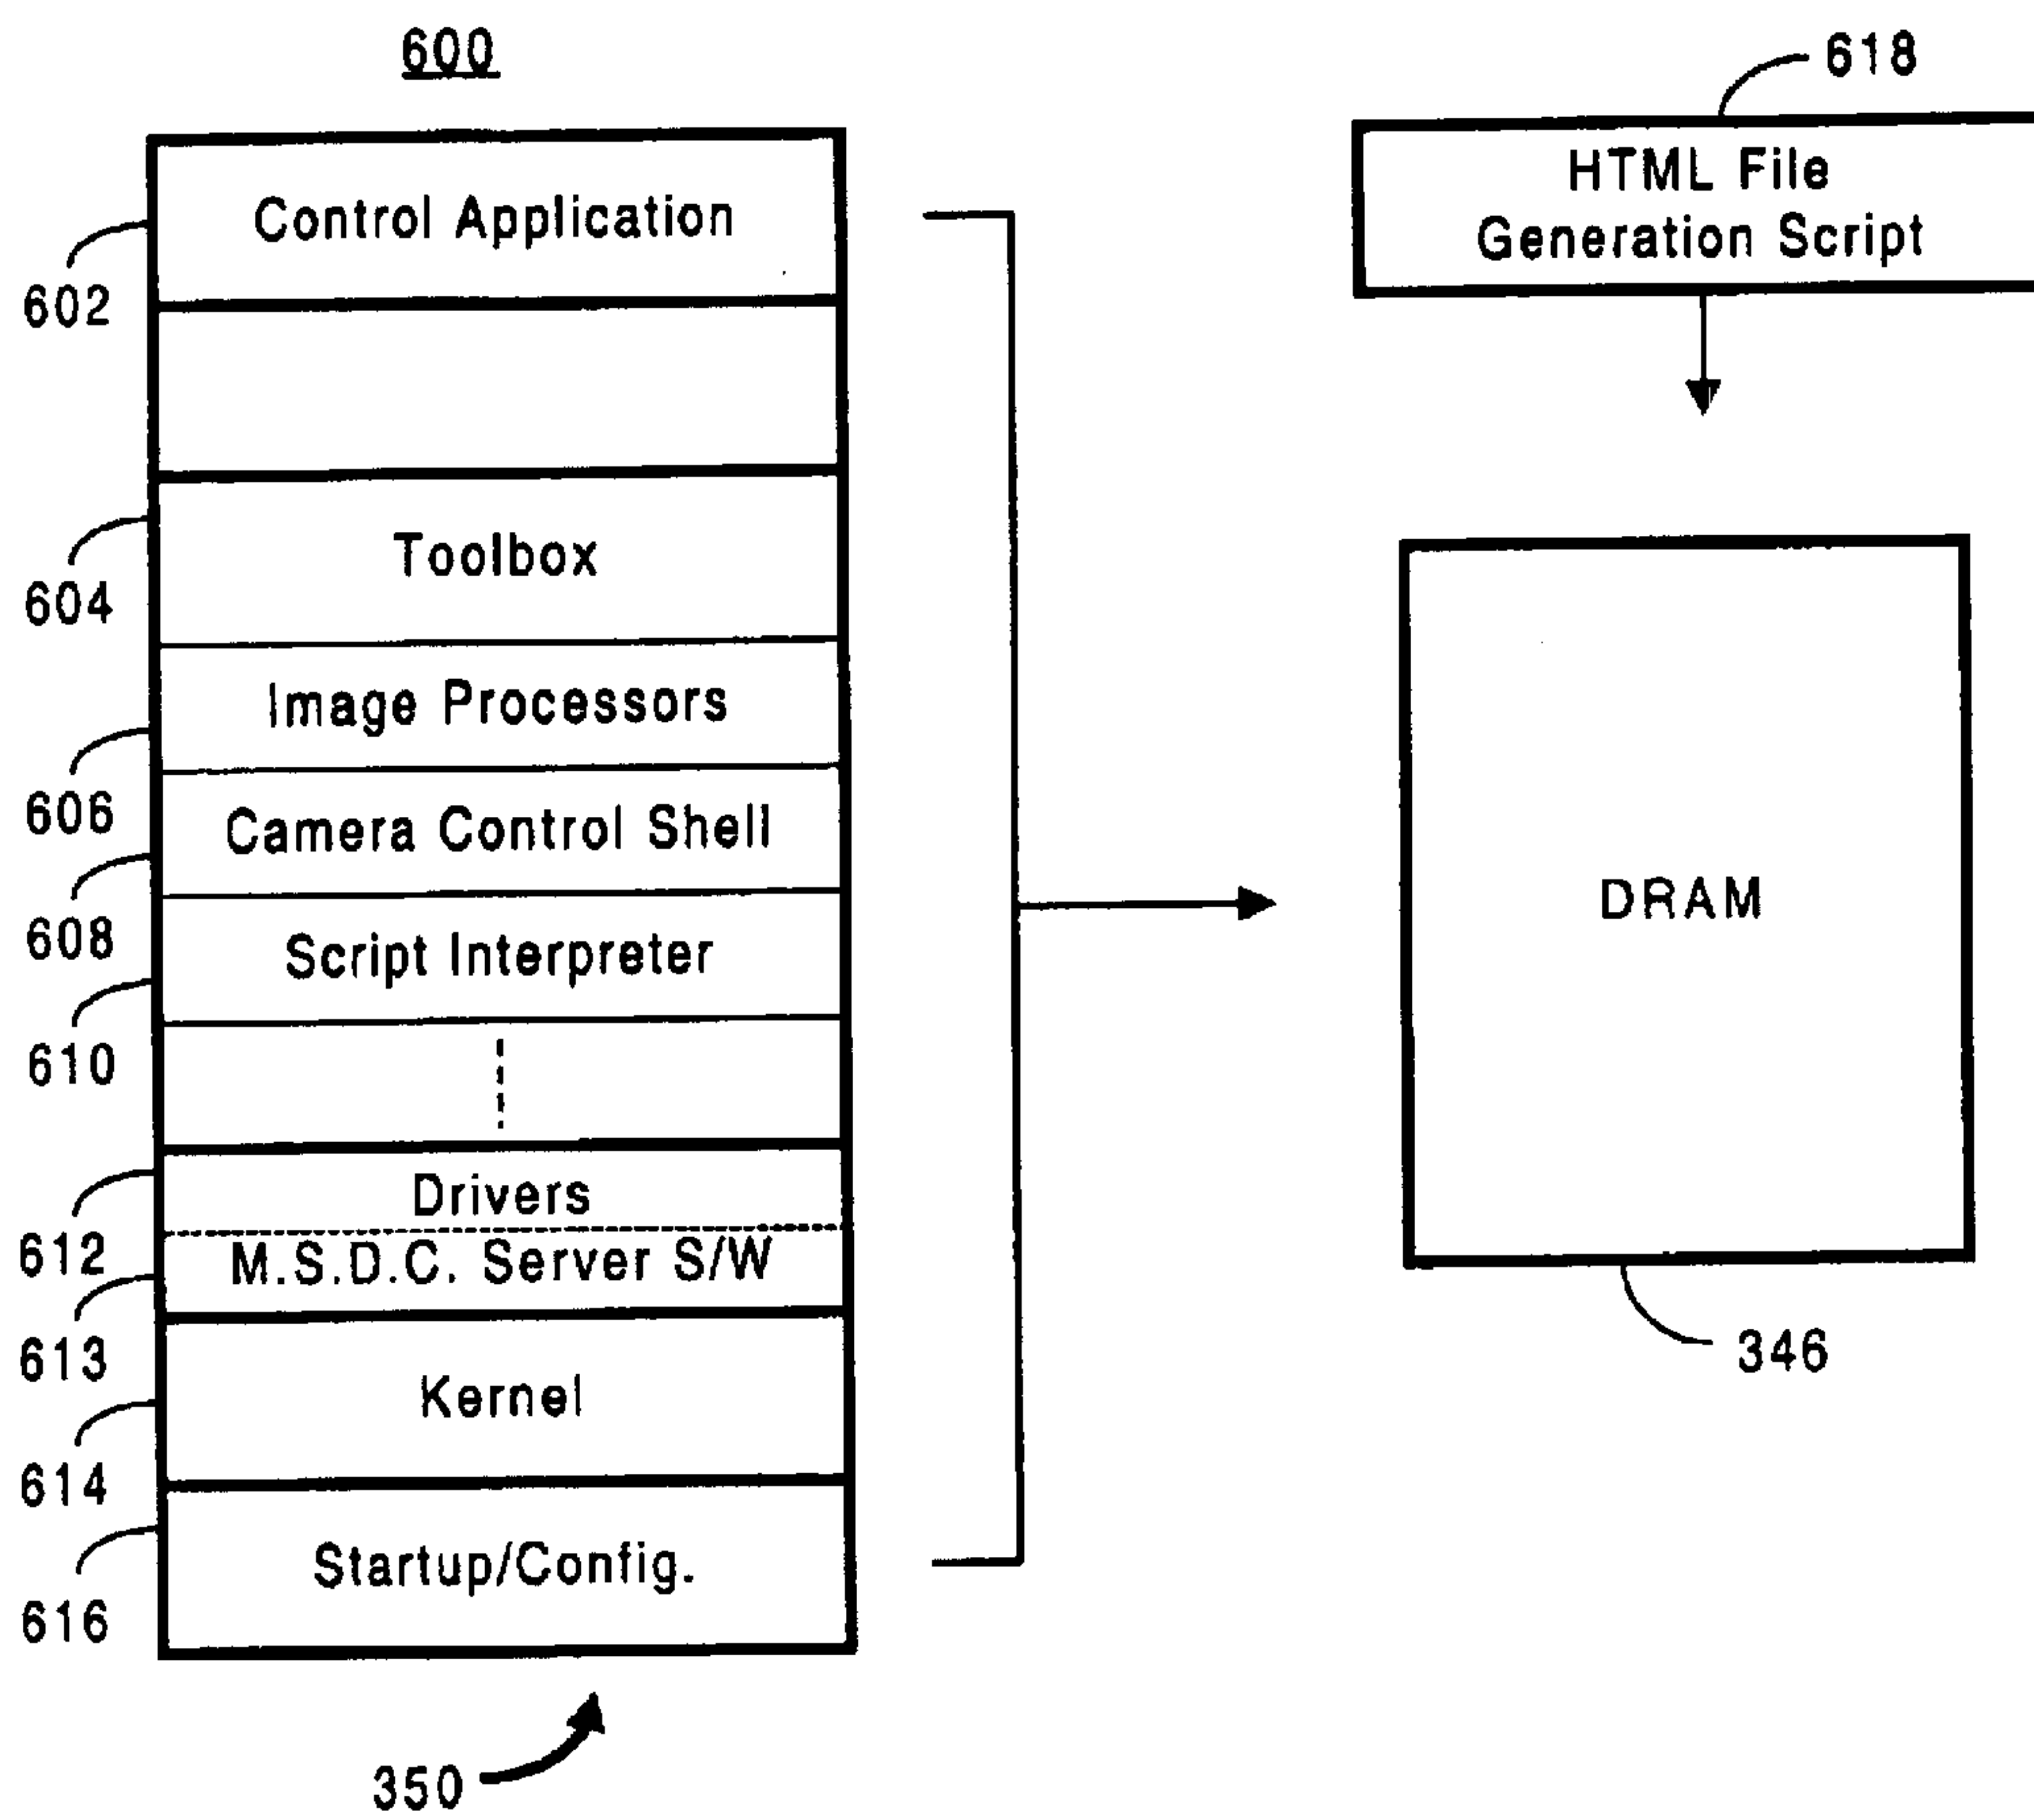 600
Control Application
602
Toolbox
604
Image Processors
606
Camera Control Shell
608
Script Interpreter
610
Drivers
612
M.S.D.C. Server S/W
613
Kernel
614
Startup/Config.
616
350
618
HTML File
Generation Script
DRAM
346